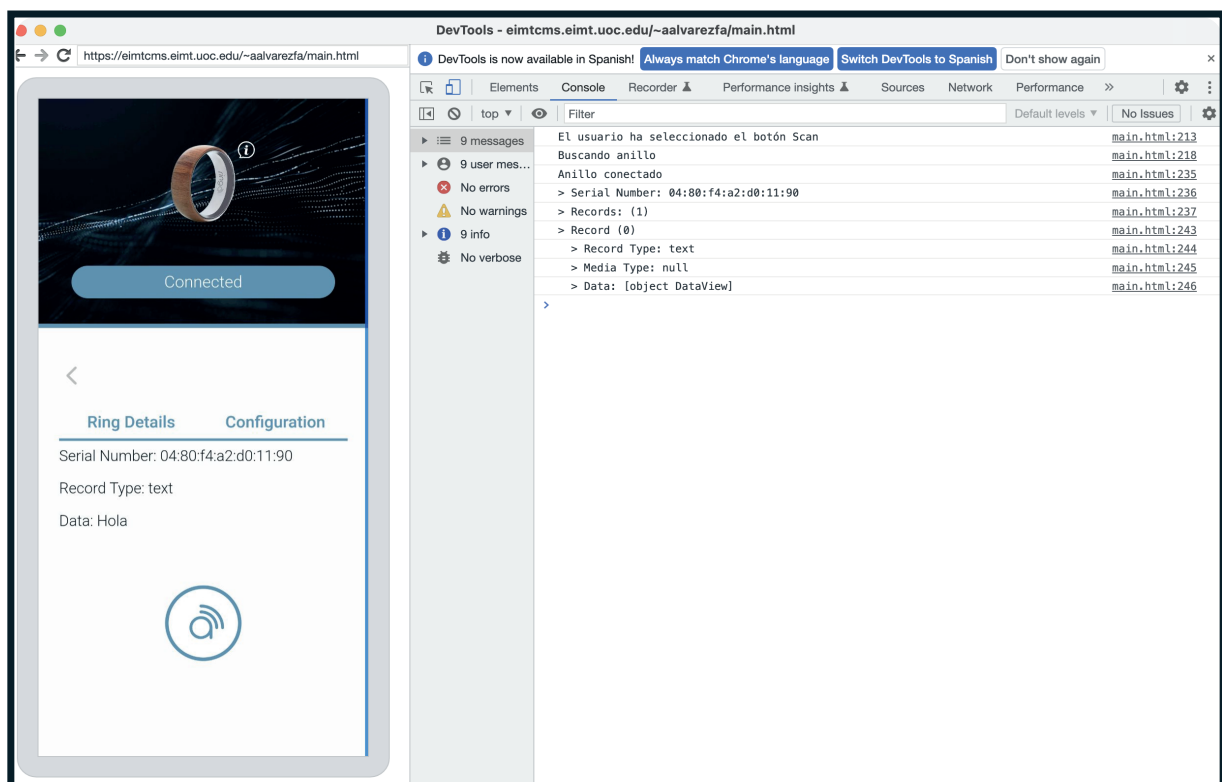 DevTools - eimtcms.eimt.uoc.edu/~aalvarezfa/main.html
https://eimtcms.eimt.uoc.edu/~aalvarezfa/main.html
DevTools is now available in Spanish! Always match Chrome's language Switch DevTools to Spanish Don't show again
Elements Console Recorder Performance insights Sources Network Performance
top Filter Default levels No Issues
9 messages
9 user mes...
No errors
No warnings
9 info
No verbose
El usuario ha seleccionado el botón Scan main.html:213
Buscando anillo main.html:218
Anillo conectado main.html:235
> Serial Number: 04:80:f4:a2:d0:11:90 main.html:236
> Records: (1) main.html:237
> Record (0) main.html:243
> Record Type: text main.html:244
> Media Type: null main.html:245
> Data: [object DataView] main.html:246
>
Connected
Ring Details Configuration
Serial Number: 04:80:f4:a2:d0:11:90
Record Type: text
Data: Hola